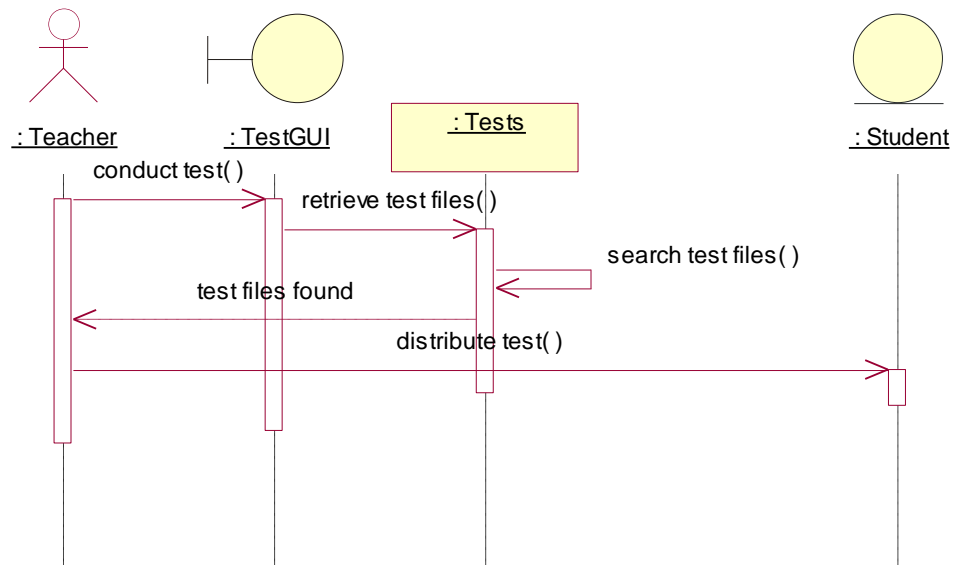 : Teacher
: TestGUI
: Tests
: Student
conduct test( )
retrieve test files( )
search test files( )
test files found
distribute test( )